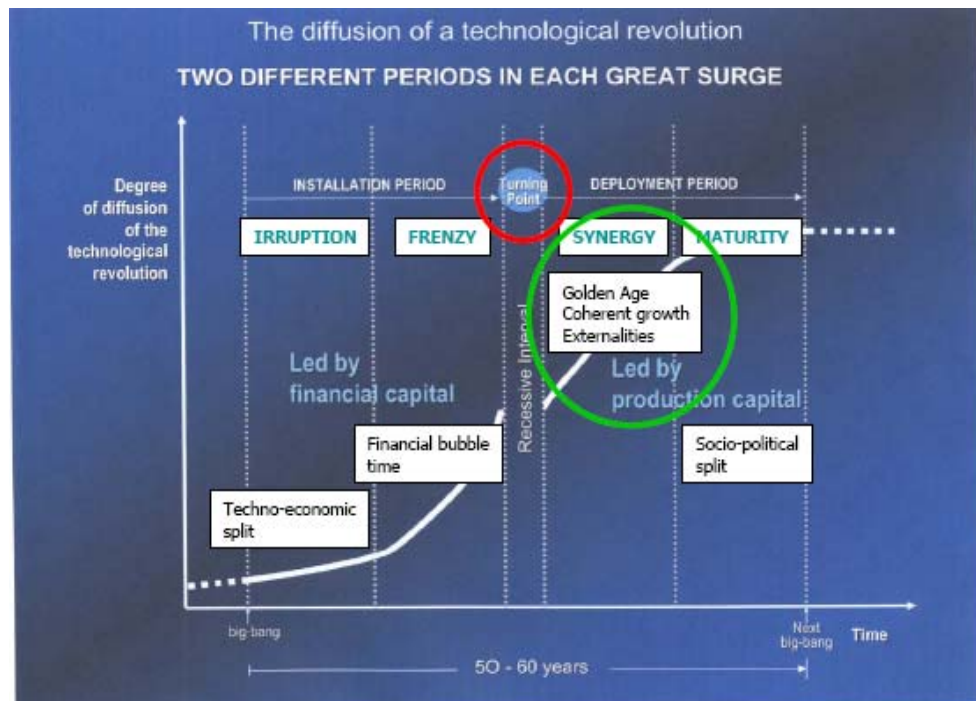 The diffusion of a technological revolution
TWO DIFFERENT PERIODS IN EACH GREAT SURGE
Degree
of diffusion
of the
technological
revolution
INSTALLATION PERIOD
Turning
Point
DEPLOYMENT PERIOD
IRRUPTION
FRENZY
SYNERGY
MATURITY
Golden Age
Coherent growth
Externalities
Led by
financial capital
Recessive Interval
Led by
production capital
Financial bubble
time
Socio-political
split
Techno-economic
split
big-bang
Next
big-bang
Time
5O - 60 years